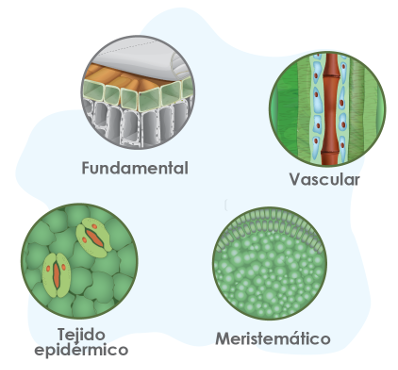 Fundamental
Vascular
Tejido
epidérmico
Meristemático